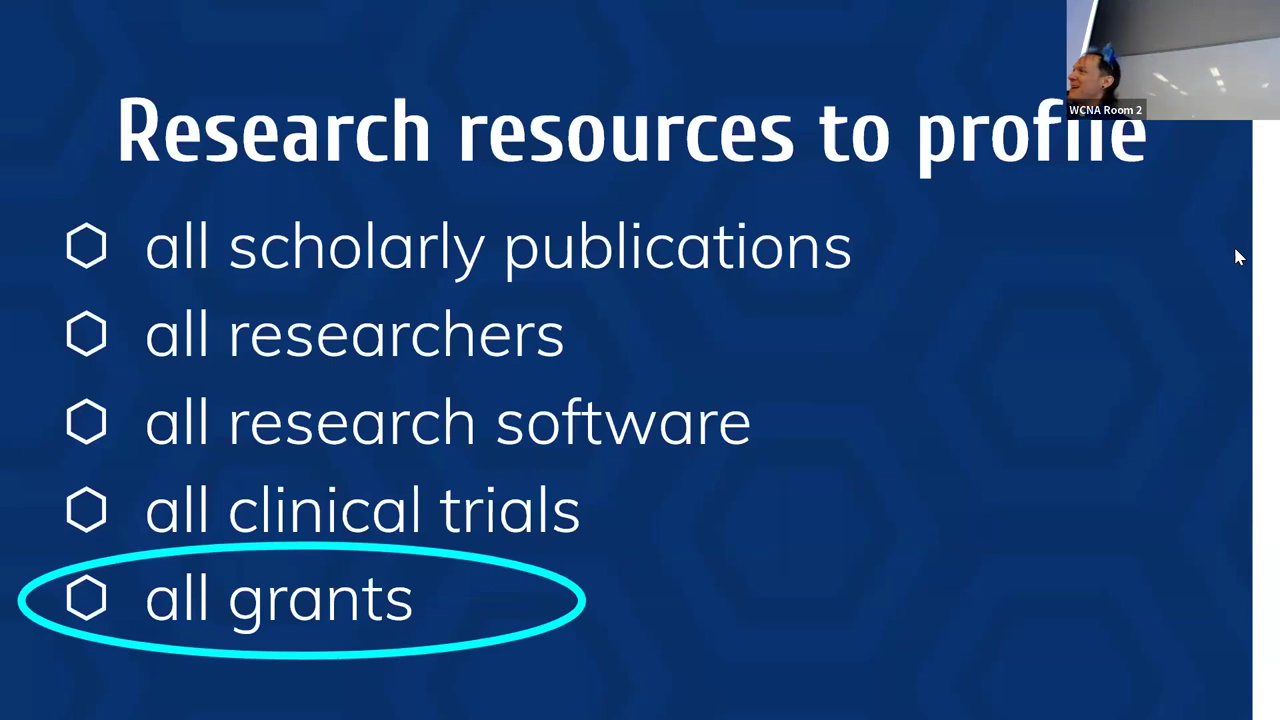 WCNA Room 2
Research resources to profile
all scholarly publications
all researchers
all research software
all clinical trials
all grants